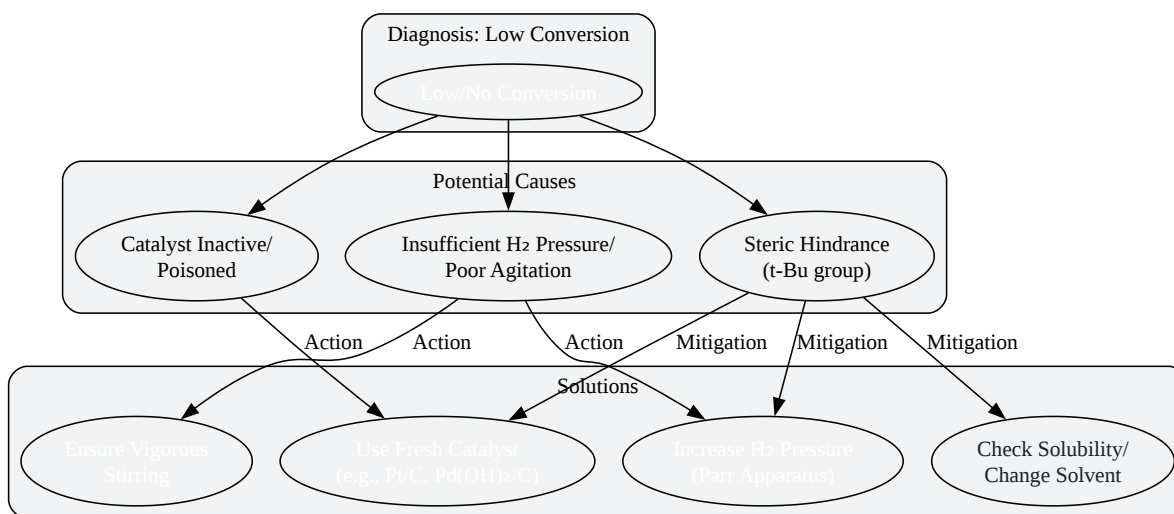 Diagnosis: Low Conversion
Low/No Conversion
Potential Causes
Catalyst Inactive/
Poisoned
Insufficient H₂ Pressure/
Poor Agitation
Steric Hindrance
(t-Bu group)
Action
Action
Action
Mitigation
Mitigation
Mitigation
Solutions
Ensure Vigorous
Stirring
Use Fresh Catalyst
(e.g., Pt/C, Pd(OH)₂/C)
Increase H₂ Pressure
(Parr Apparatus)
Check Solubility/
Change Solvent